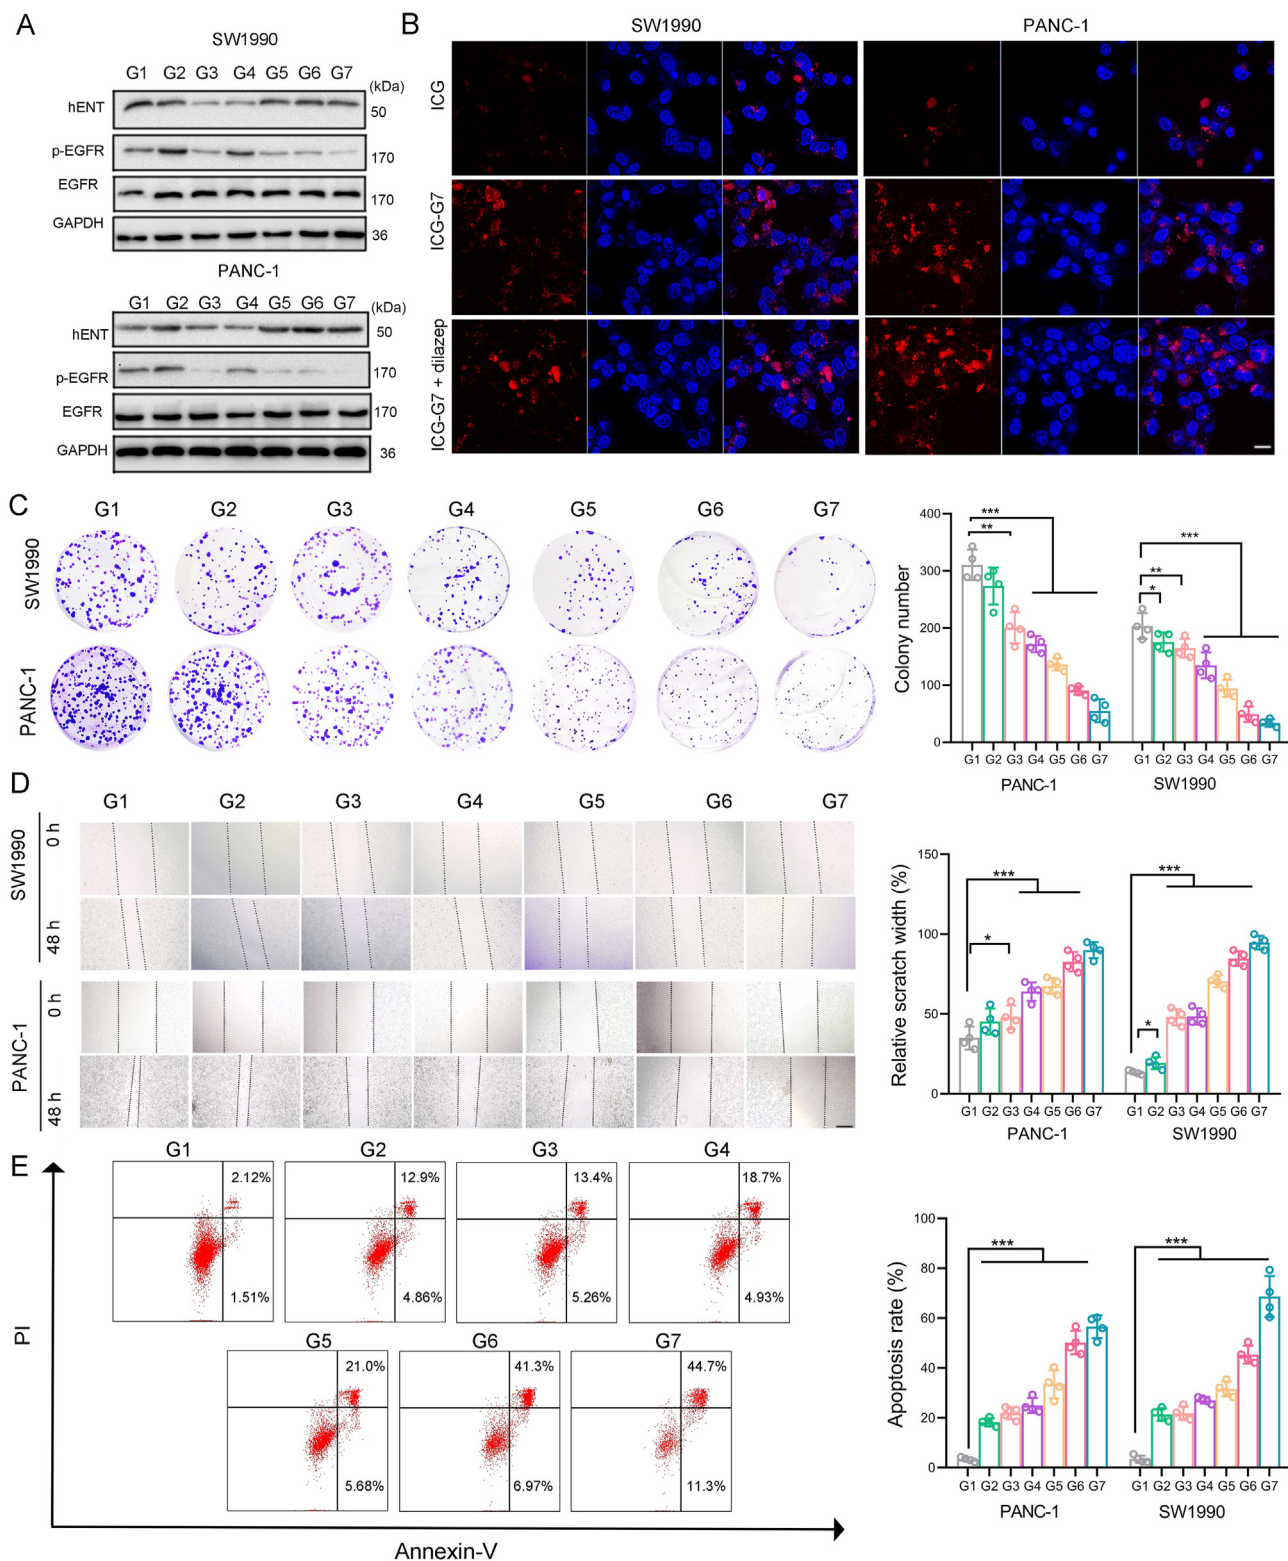 A
SW1990
G1 G2 G3 G4 G5 G6 G7
(kDa)
hENT
50
p-EGFR
170
EGFR
170
GAPDH
36
PANC-1
G1 G2 G3 G4 G5 G6 G7
(kDa)
hENT
50
p-EGFR
170
EGFR
170
GAPDH
36
B
SW1990
PANC-1
ICG
ICG-G7
ICG-G7 + dilazep
C
G1 G2 G3 G4 G5 G6 G7
SW1990
PANC-1
Colony number
400
300
200
100
0
***
**
***
**
*
G1 G2 G3 G4 G5 G6 G7
G1 G2 G3 G4 G5 G6 G7
PANC-1
SW1990
D
G1 G2 G3 G4 G5 G6 G7
SW1990
0 h
48 h
PANC-1
0 h
48 h
Relative scratch width (%)
150
100
50
0
***
*
***
*
G1 G2 G3 G4 G5 G6 G7
G1 G2 G3 G4 G5 G6 G7
PANC-1
SW1990
E
PI
G1 G2 G3 G4
2.12% 12.9% 13.4% 18.7%
1.51% 4.86% 5.26% 4.93%
G5 G6 G7
21.0% 41.3% 44.7%
5.68% 6.97% 11.3%
Annexin-V
Apoptosis rate (%)
100
80
60
40
20
0
***
***
G1 G2 G3 G4 G5 G6 G7
G1 G2 G3 G4 G5 G6 G7
PANC-1
SW1990